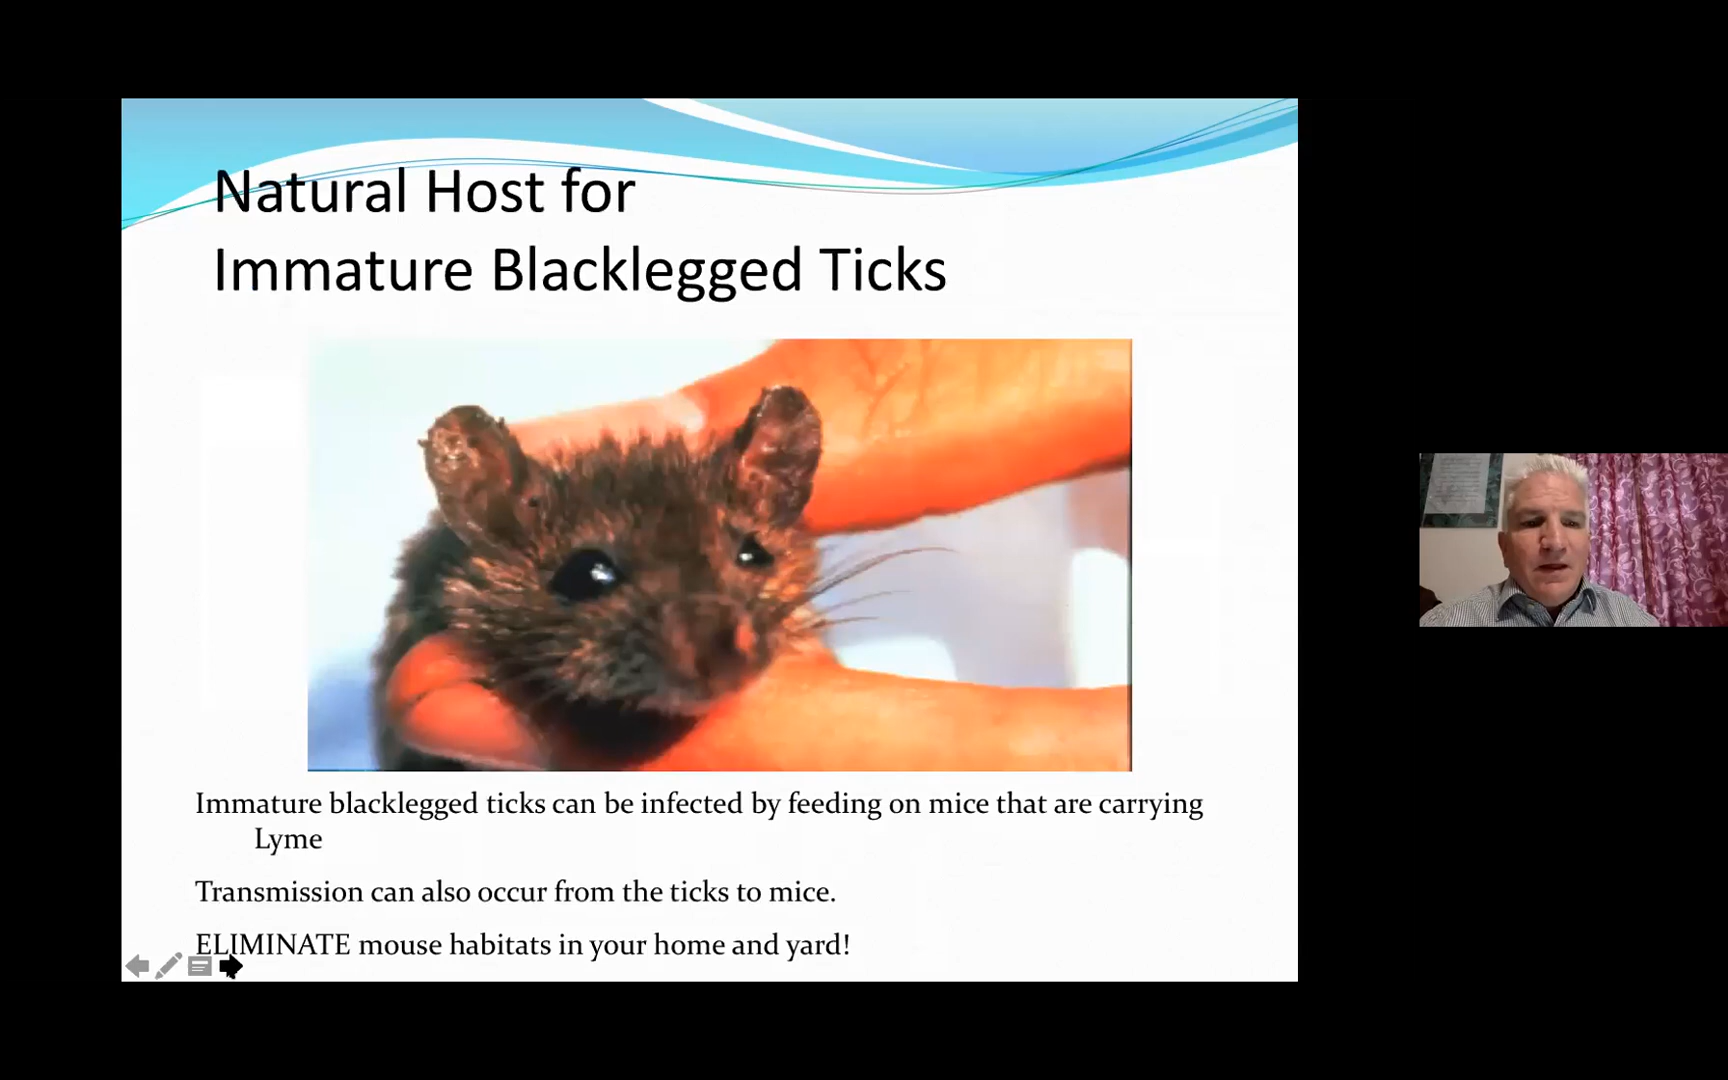 Natural Host for
Immature Blacklegged Ticks
Immature blacklegged ticks can be infected by feeding on mice that are carrying
Lyme
Transmission can also occur from the ticks to mice.
ELIMINATE mouse habitats in your home and yard!